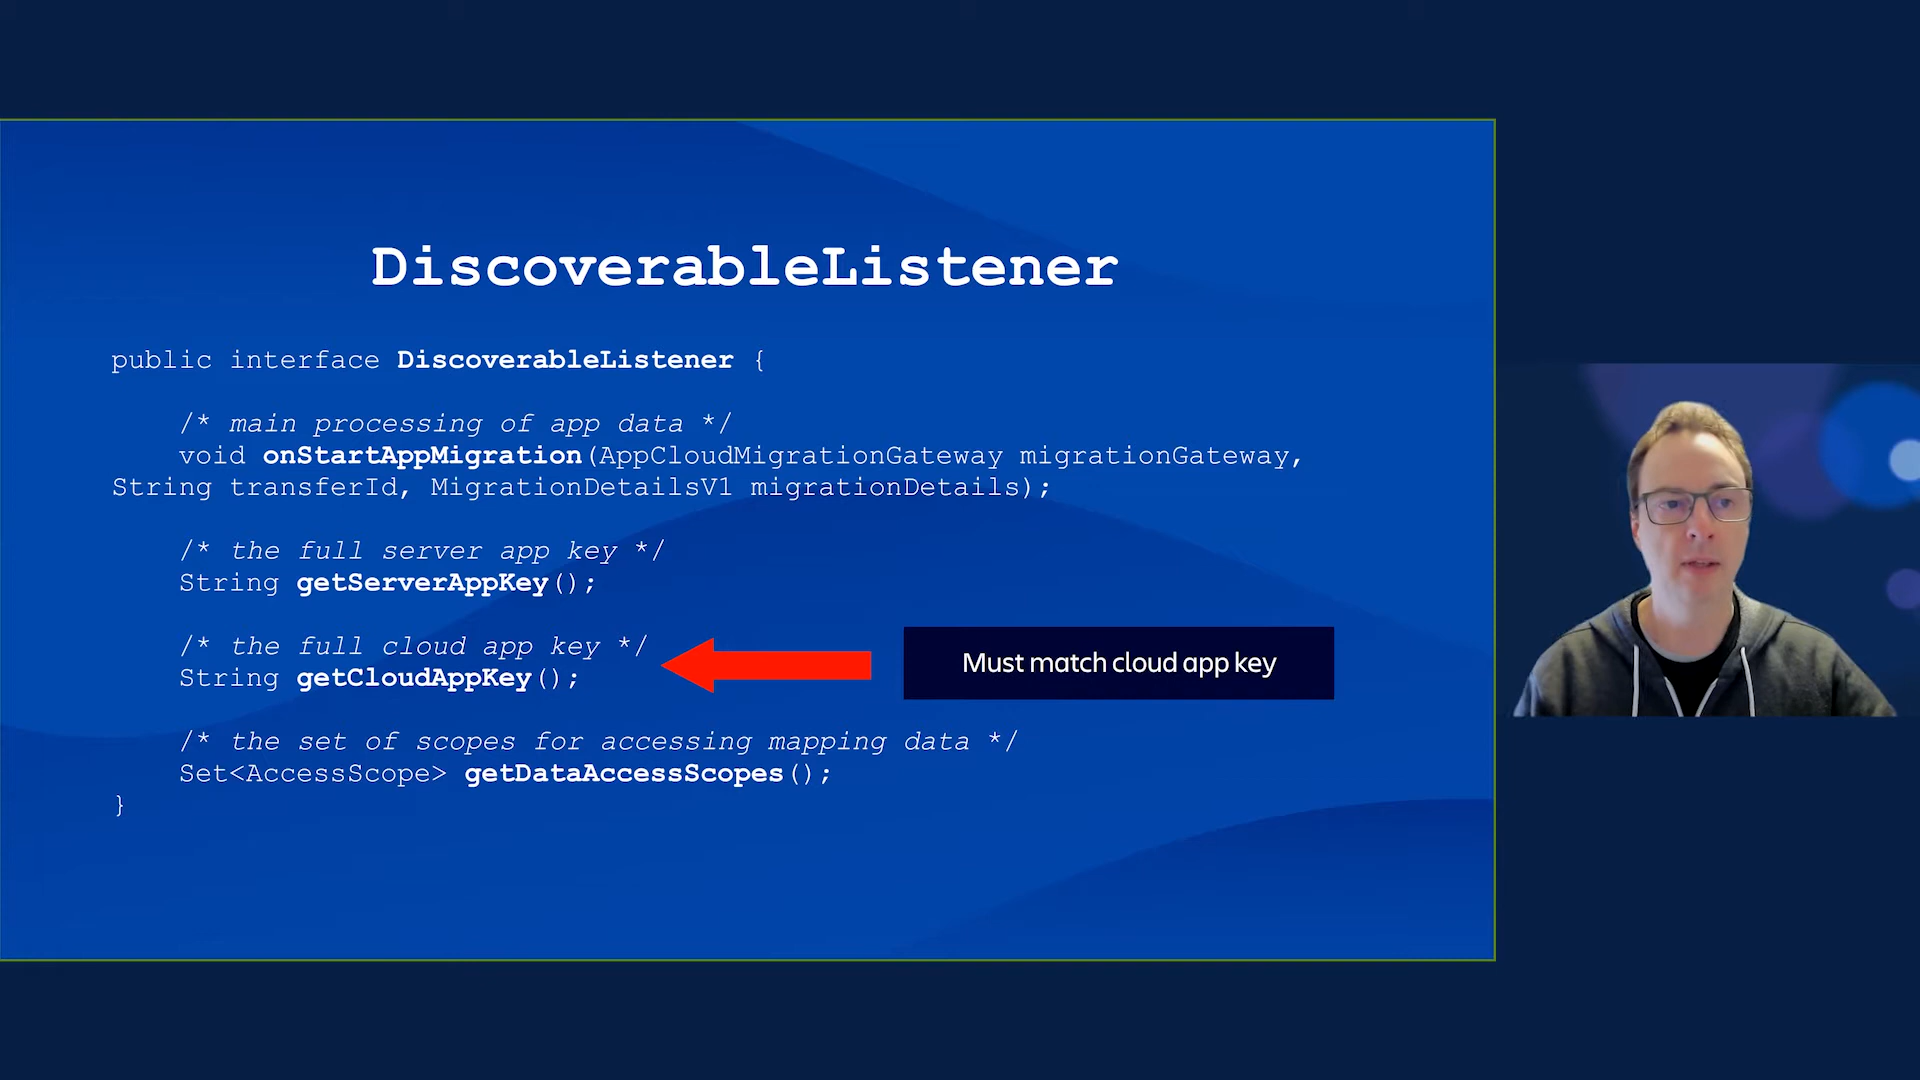 DiscoverableListener
public interface DiscoverableListener {
/* main processing of app data */
void onStartAppMigration(AppCloudMigrationGateway migrationGateway,
String transferId, MigrationDetailsV1 migrationDetails);
/* the full server app key */
String getServerAppKey();
/* the full cloud app key */
String getCloudAppKey();
Must match cloud app key
/* the set of scopes for accessing mapping data */
Set<AccessScope> getDataAccessScopes();
}